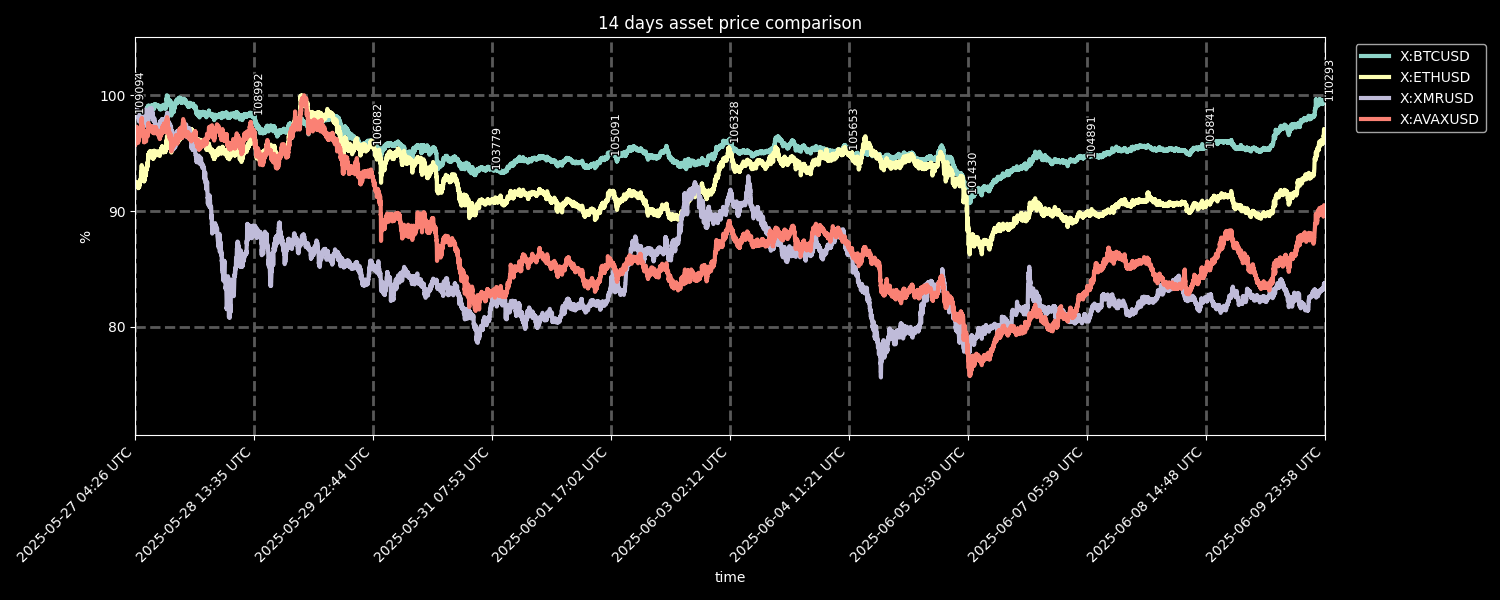 14 days asset price comparison
X:BTCUSD
X:ETHUSD
X:XMRUSD
X:AVAXUSD
100
90
80
%
109094
108992
106082
103779
105091
106328
105653
101430
104891
105841
110293
2025-05-27 04:26 UTC
2025-05-28 13:35 UTC
2025-05-29 22:44 UTC
2025-05-31 07:53 UTC
2025-06-01 17:02 UTC
2025-06-03 02:12 UTC
2025-06-04 11:21 UTC
2025-06-05 20:30 UTC
2025-06-07 05:39 UTC
2025-06-08 14:48 UTC
2025-06-09 23:58 UTC
time